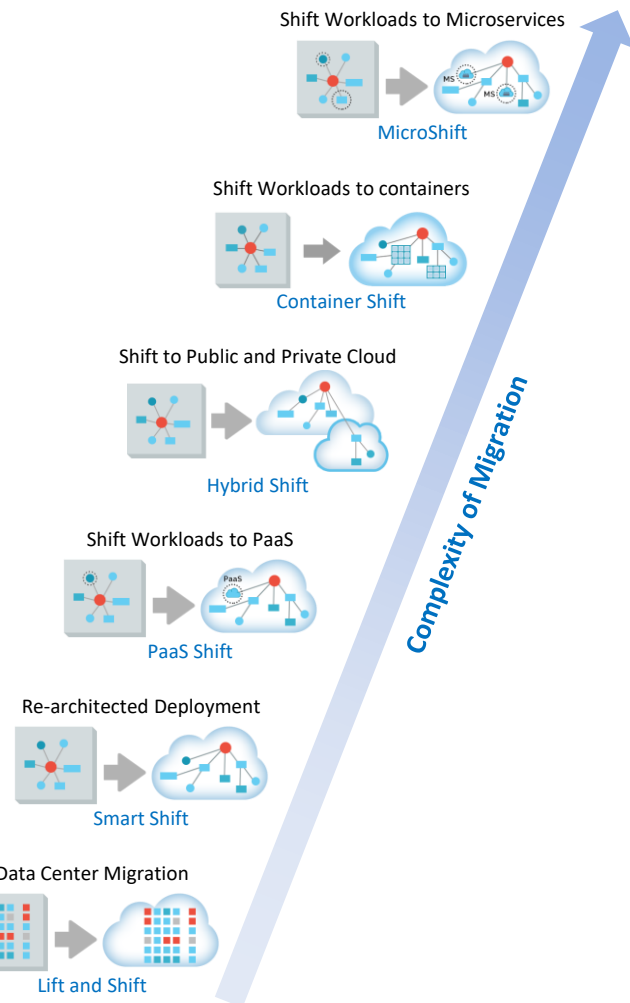 Shift Workloads to Microservices
MS
MS
MicroShift
Shift Workloads to containers
Container Shift
Shift to Public and Private Cloud
Hybrid Shift
Complexity of Migration
Shift Workloads to PaaS
PaaS
PaaS Shift
Re-architected Deployment
Smart Shift
Data Center Migration
Lift and Shift